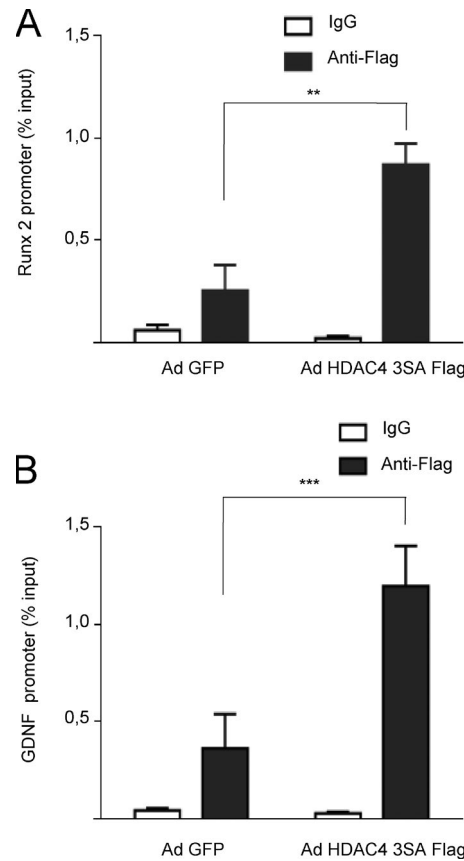 A
IgG
Anti-Flag
1,5
**
1,0
0,5
Runx 2 promoter (% input)
Ad GFP
Ad HDAC4 3SA Flag
B
IgG
Anti-Flag
1,5
***
1,0
0,5
GDNF promoter (% input)
Ad GFP
Ad HDAC4 3SA Flag